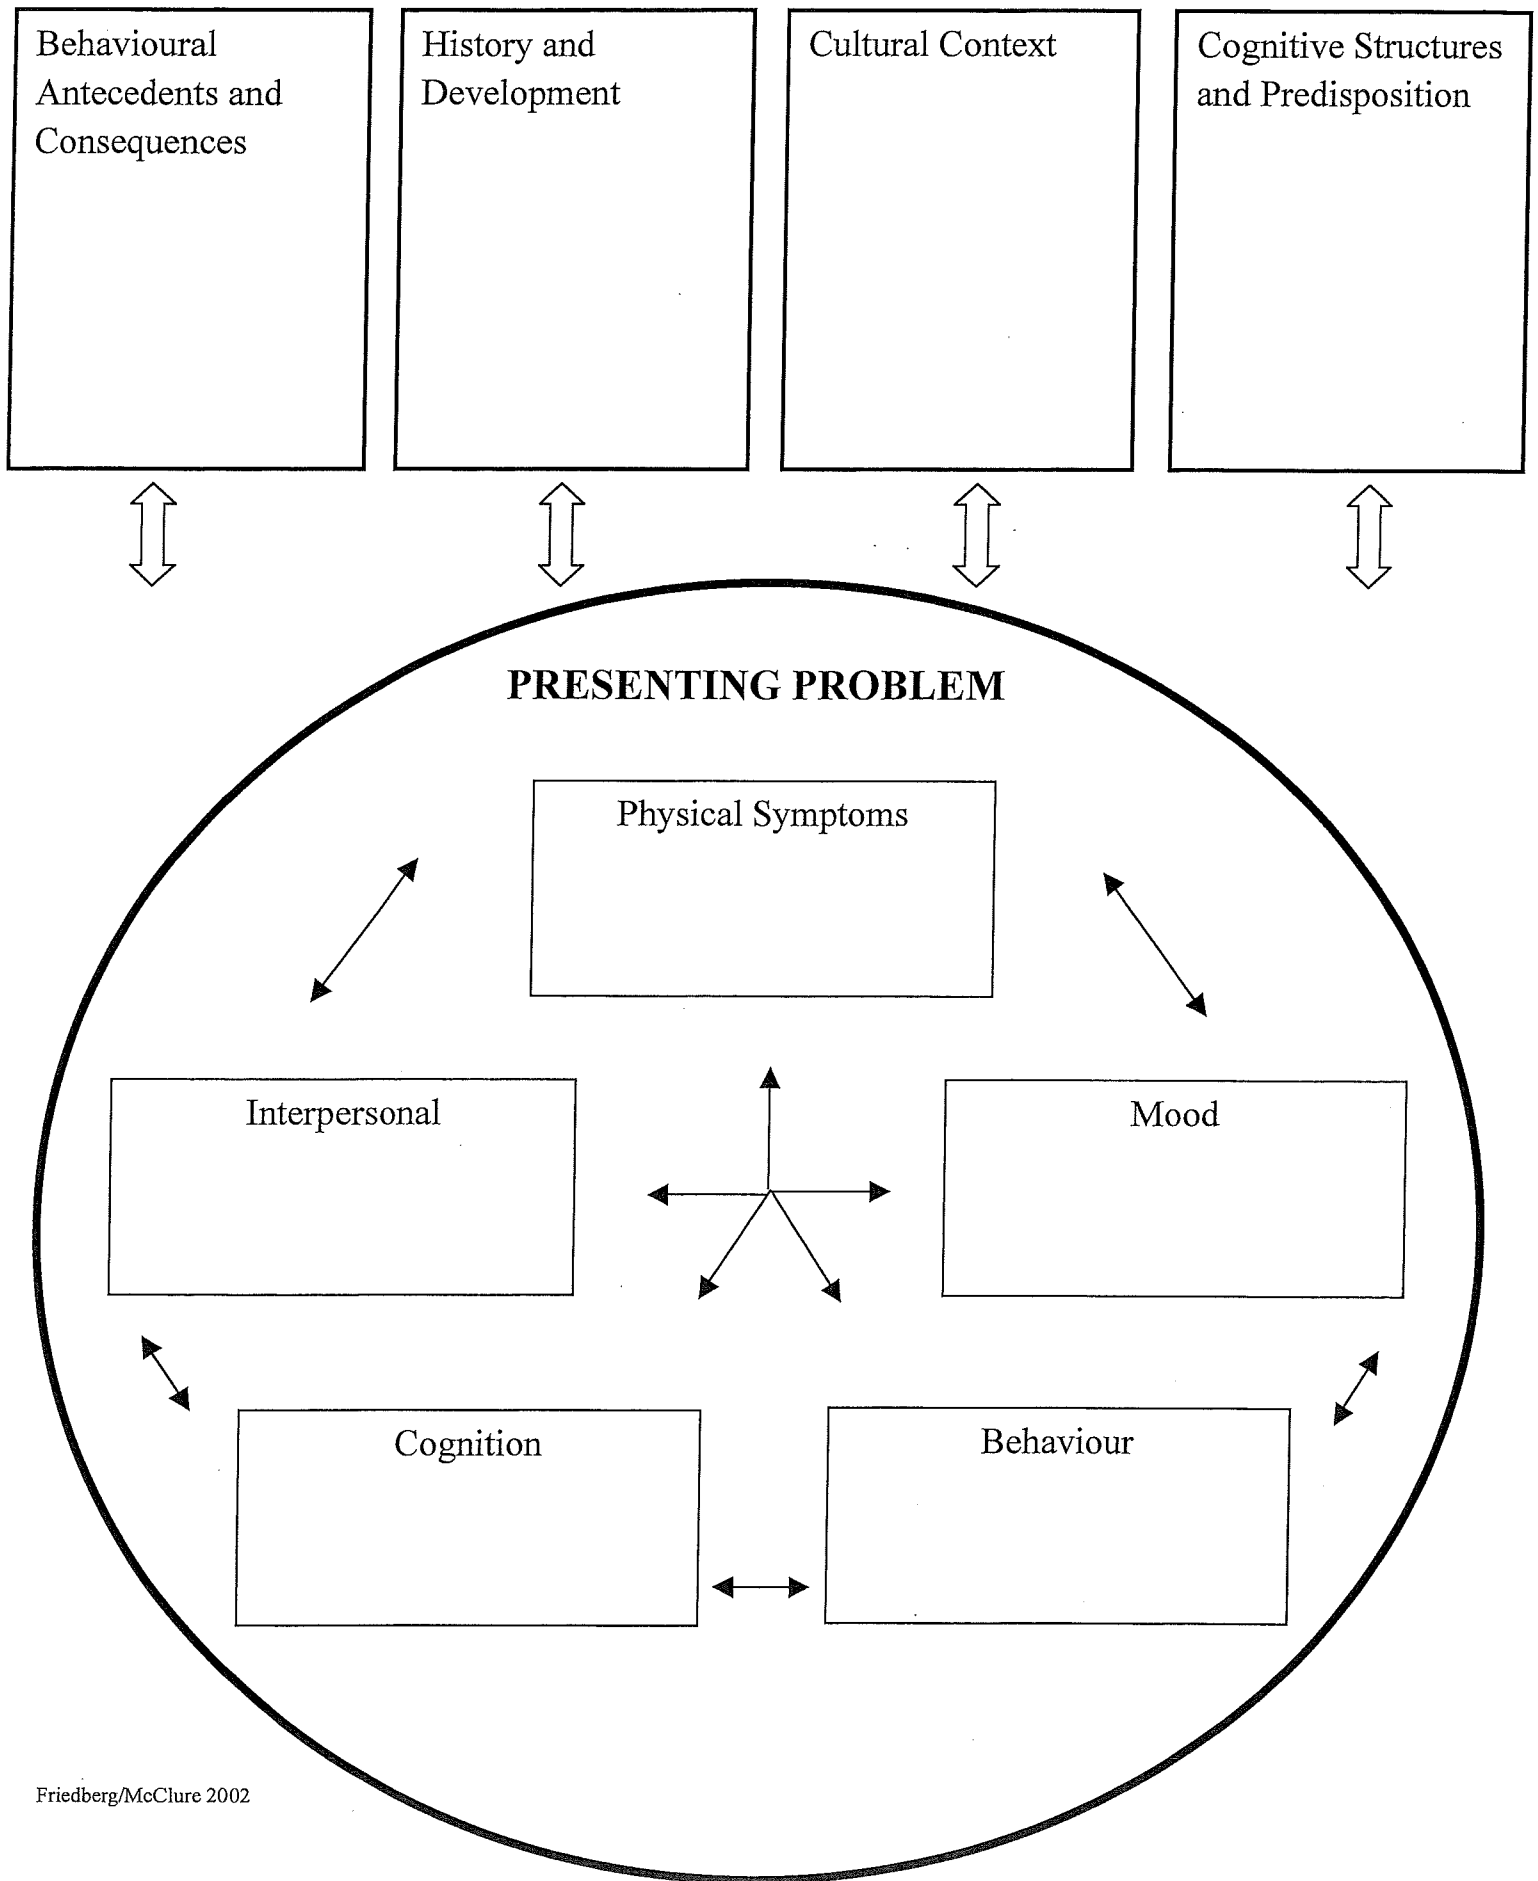 Behavioural
Antecedents and
Consequences
History and
Development
Cultural Context
Cognitive Structures
and Predisposition
PRESENTING PROBLEM
Physical Symptoms
Interpersonal
Mood
Cognition
Behaviour
Friedberg/McClure 2002